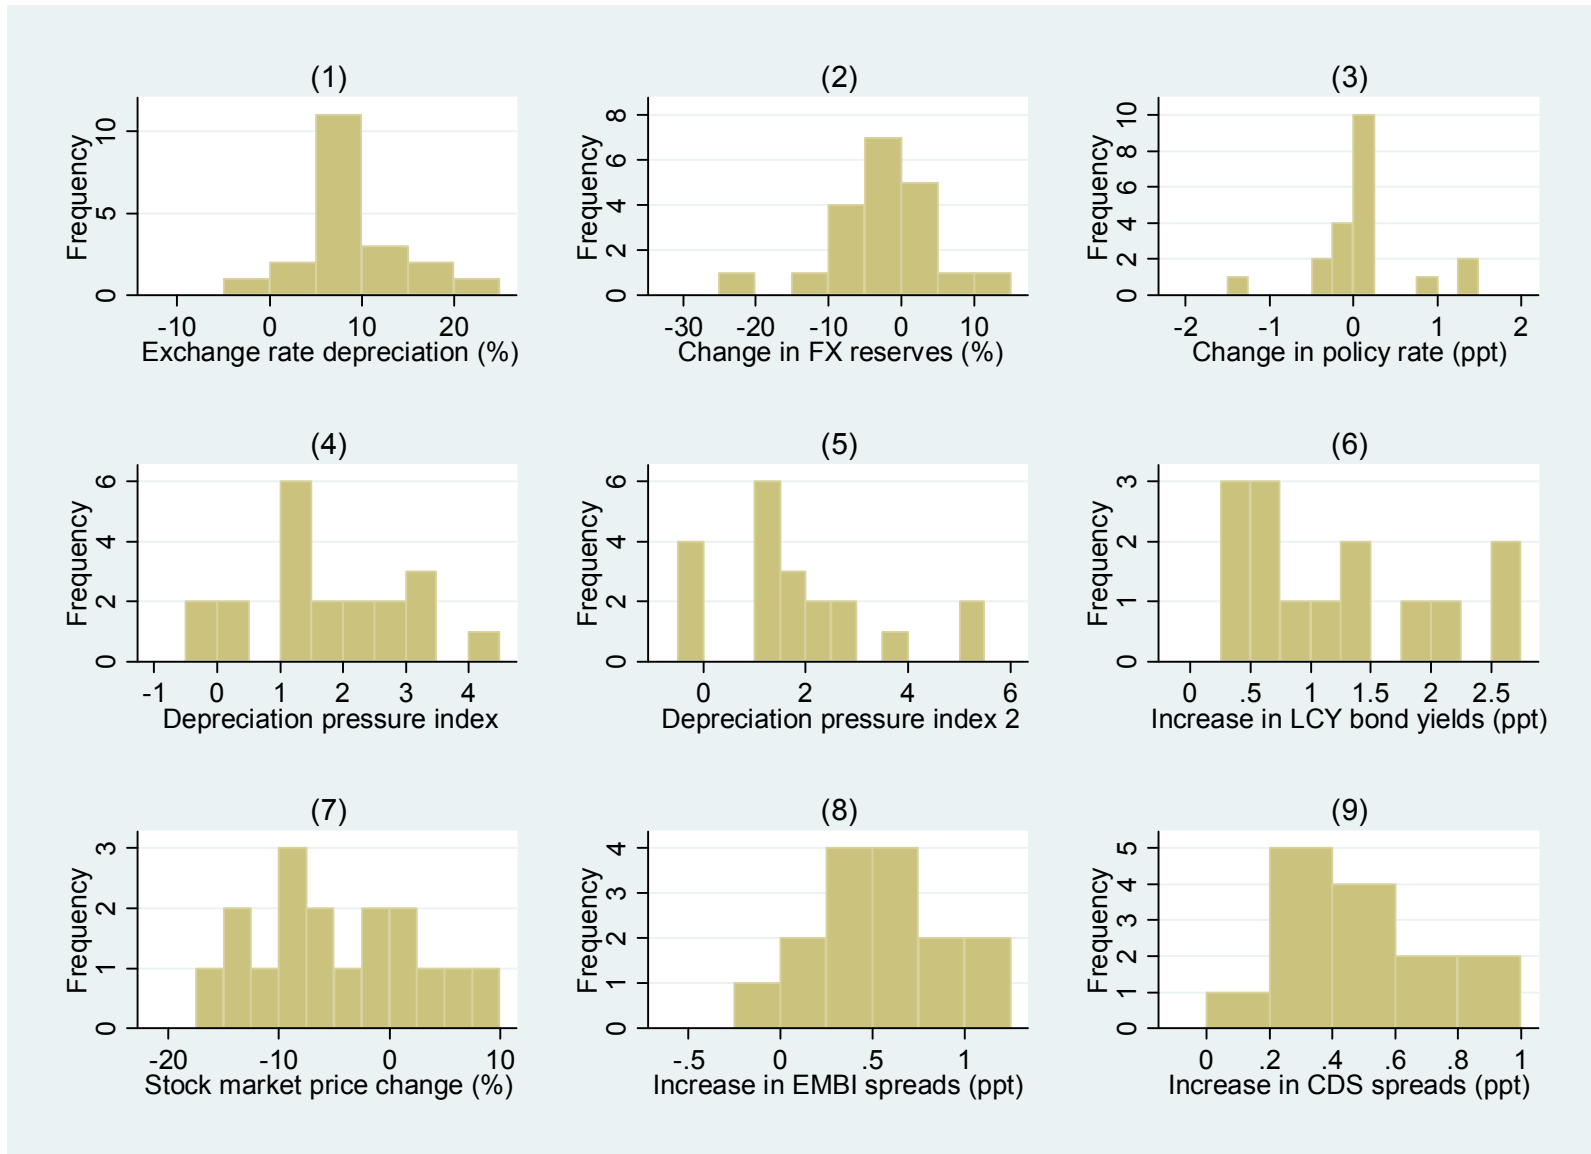 (1)
Frequency
0
5
10
-10 0 10 20
Exchange rate depreciation (%)
(2)
Frequency
0
2
4
6
8
-30 -20 -10 0 10
Change in FX reserves (%)
(3)
Frequency
0
2
4
6
8
10
-2 -1 0 1 2
Change in policy rate (ppt)
(4)
Frequency
0
2
4
6
-1 0 1 2 3 4
Depreciation pressure index
(5)
Frequency
0
2
4
6
0 2 4 6
Depreciation pressure index 2
(6)
Frequency
0
1
2
3
0 .5 1 1.5 2 2.5
Increase in LCY bond yields (ppt)
(7)
Frequency
0
1
2
3
-20 -10 0 10
Stock market price change (%)
(8)
Frequency
0
1
2
3
4
-.5 0 .5 1
Increase in EMBI spreads (ppt)
(9)
Frequency
0
1
2
3
4
5
0 .2 .4 .6 .8 1
Increase in CDS spreads (ppt)